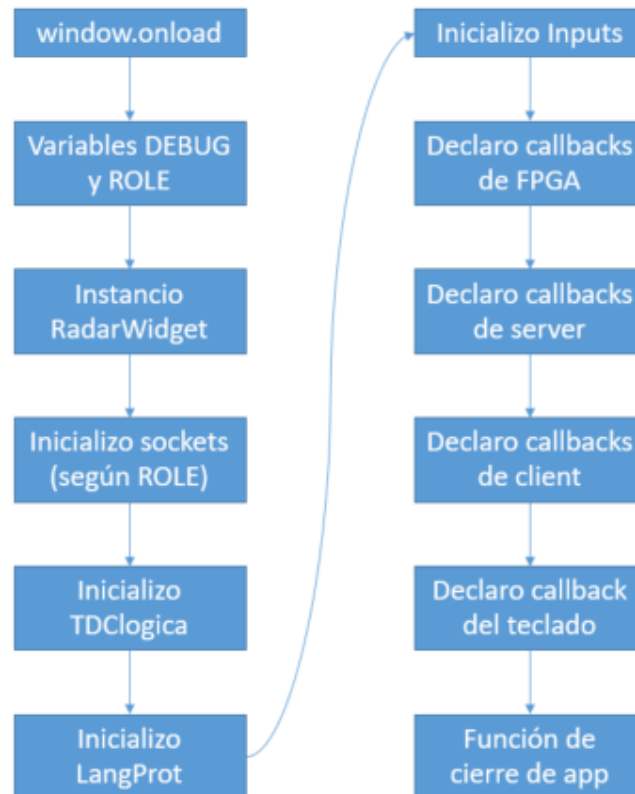 window.onload
Variables DEBUG
y ROLE
Instancio
RadarWidget
Inicializo sockets
(según ROLE)
Inicializo
TDClogica
Inicializo
LangProt
Inicializo Inputs
Declaro callbacks
de FPGA
Declaro callbacks
de server
Declaro callbacks
de client
Declaro callback
del teclado
Función de
cierre de app